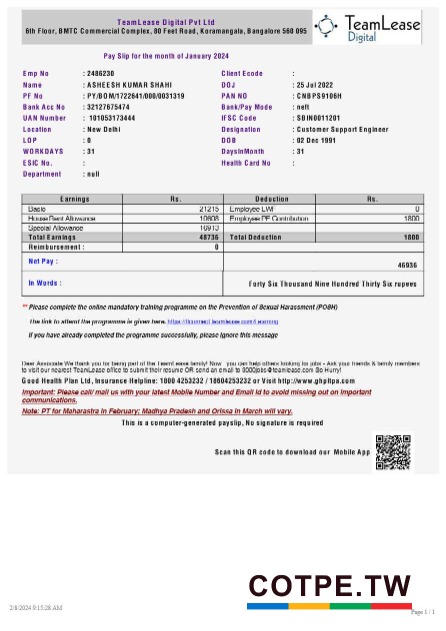 TeamLease Digital Pvt Ltd
6th Floor, BMTC Commercial Complex, 80 Feet Road, Koramangala, Bangalore 560 095
TeamLease
Digital
Pay Slip for the month of January 2024
Emp No : 2486230 Client Ecode :
Name : ASHEESH KUMAR SHAHI DOJ : 25 Jul 2022
PF No : PY/BOM/1722641/000/0031319 PAN NO : CNBPS9106H
Bank Acc No : 32127675474 Bank/Pay Mode : neft
UAN Number : 101053173444 IFSC Code : SBIN0011201
Location : New Delhi Designation : Customer Support Engineer
LOP : 0 DOB : 02 Dec 1991
WORKDAYS : 31 DaysInMonth : 31
ESIC No. : Health Card No :
Department : null
Earnings Rs. Deduction Rs.
Basic 21215 Employee LWF 0
House Rent Allowance 10608 Employee PF Contribution 1800
Special Allowance 16913
Total Earnings 48736 Total Deduction 1800
Reimbursement : 0
Net Pay : 46936
In Words : Forty Six Thousand Nine Hundred Thirty Six rupees
** Please complete the online mandatory training programme on the Prevention of Sexual Harassment (POSH)
The link to attend the programme is given here.
If you have already completed the programme successfully, please ignore this message
Dear Associate We thank you for being part of the TeamLease family! Now you can help others looking for jobs - Ask your friends & family members
to visit our nearest TeamLease office to submit their resume OR send an email to 8000jobs@teamlease.com Go Hurry!
Good Health Plan Ltd, Insurance Helpline: 1800 4253232 / 18604253232 or Visit http://www.ghpltpa.com
Important: Please call/ mail us with your latest Mobile Number and Email Id to avoid missing out on important
communications.
Note: PT for Maharastra in February; Madhya Pradesh and Orissa in March will vary.
This is a computer-generated payslip, No signature is required
Scan this QR code to download our Mobile App
COTPE.TW
2/8/2024 9:15:28 AM Page 1 / 1